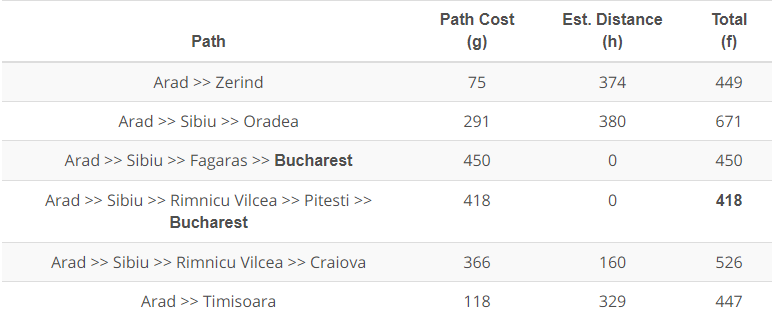 Path Path Cost (g) Est. Distance (h) Total (f)
Arad >> Zerind 75 374 449
Arad >> Sibiu >> Oradea 291 380 671
Arad >> Sibiu >> Fagaras >> Bucharest 450 0 450
Arad >> Sibiu >> Rimnicu Vilcea >> Pitesti >> 418 0 418
Bucharest
Arad >> Sibiu >> Rimnicu Vilcea >> Craiova 366 160 526
Arad >> Timisoara 118 329 447